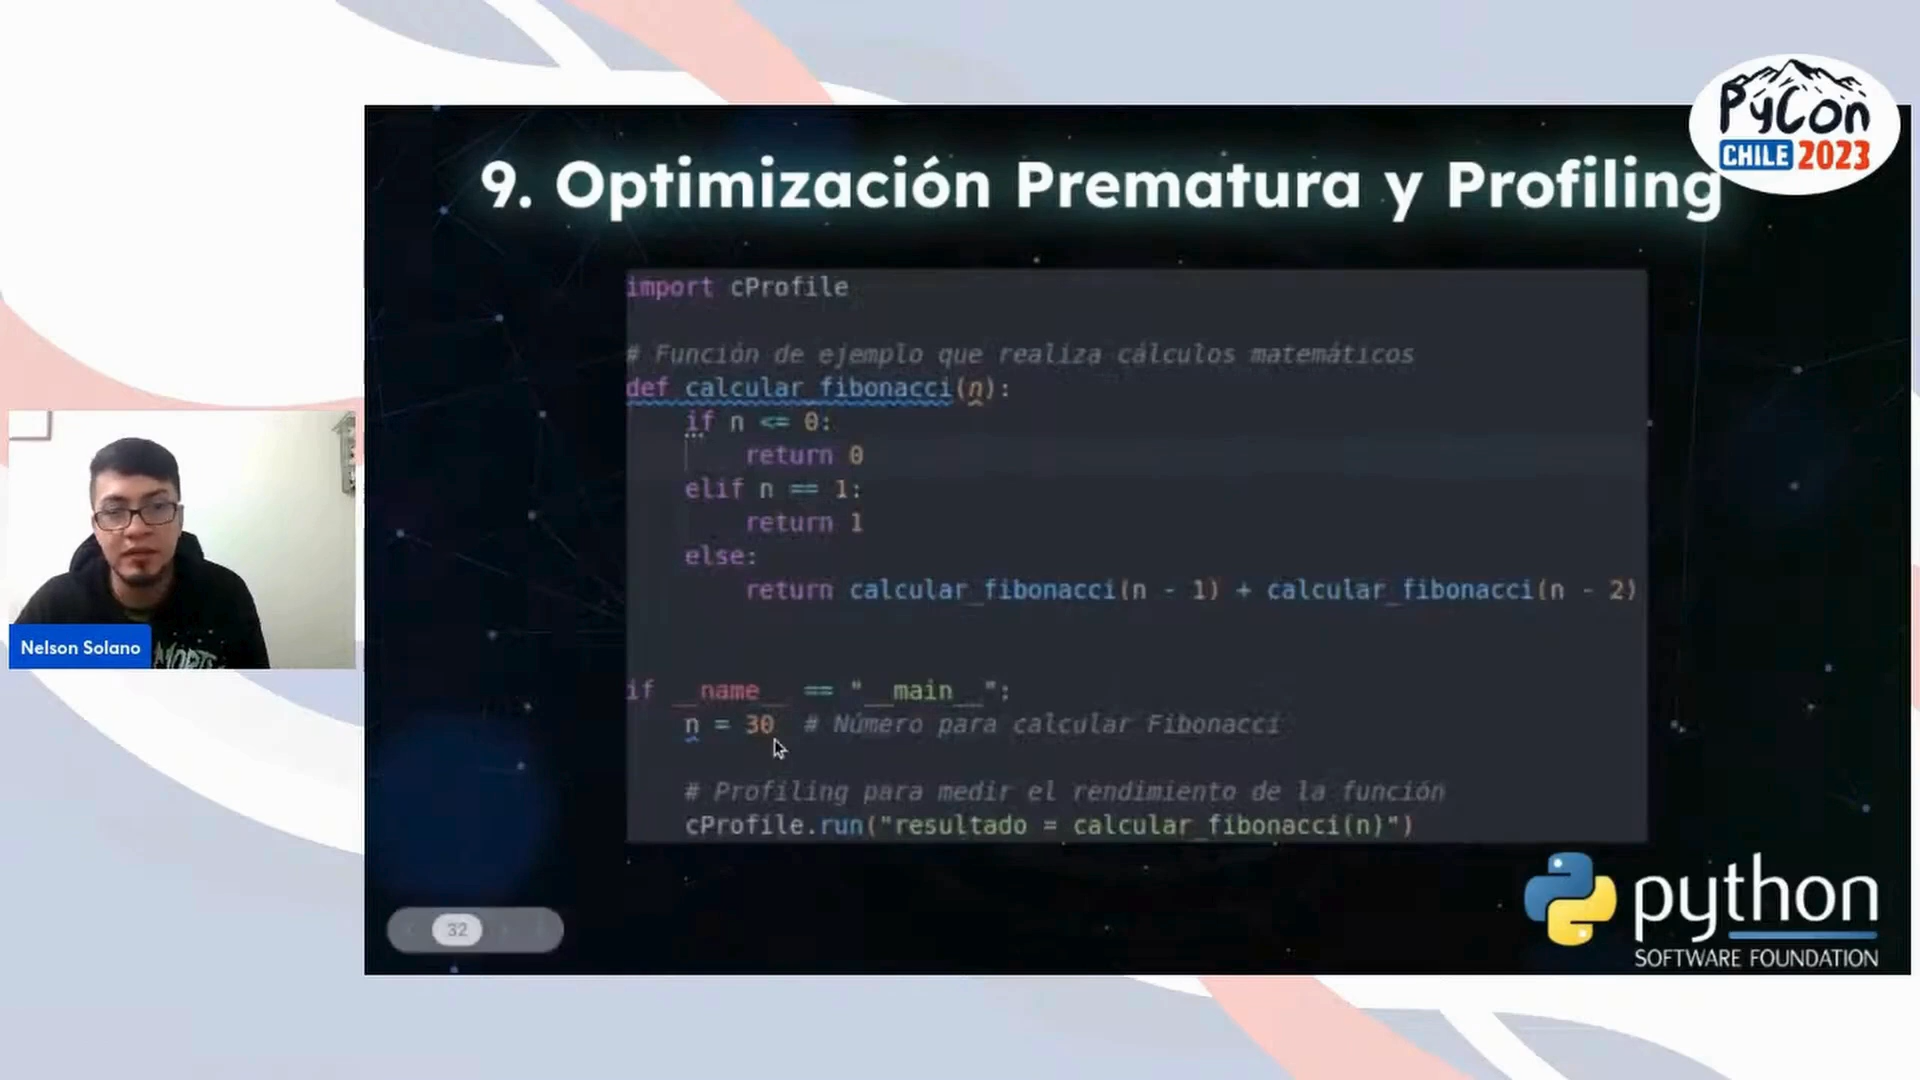 PyCon
CHILE 2023
9. Optimización Prematura y Profiling
import cProfile
# Función de ejemplo que realiza cálculos matemáticos
def calcular_fibonacci(n):
if n <= 0:
return 0
elif n == 1:
return 1
else:
return calcular_fibonacci(n - 1) + calcular_fibonacci(n - 2)
if __name__ == "__main__":
n = 30 # Número para calcular Fibonacci
# Profiling para medir el rendimiento de la función
cProfile.run("resultado = calcular_fibonacci(n)")
Nelson Solano
32
python
SOFTWARE FOUNDATION